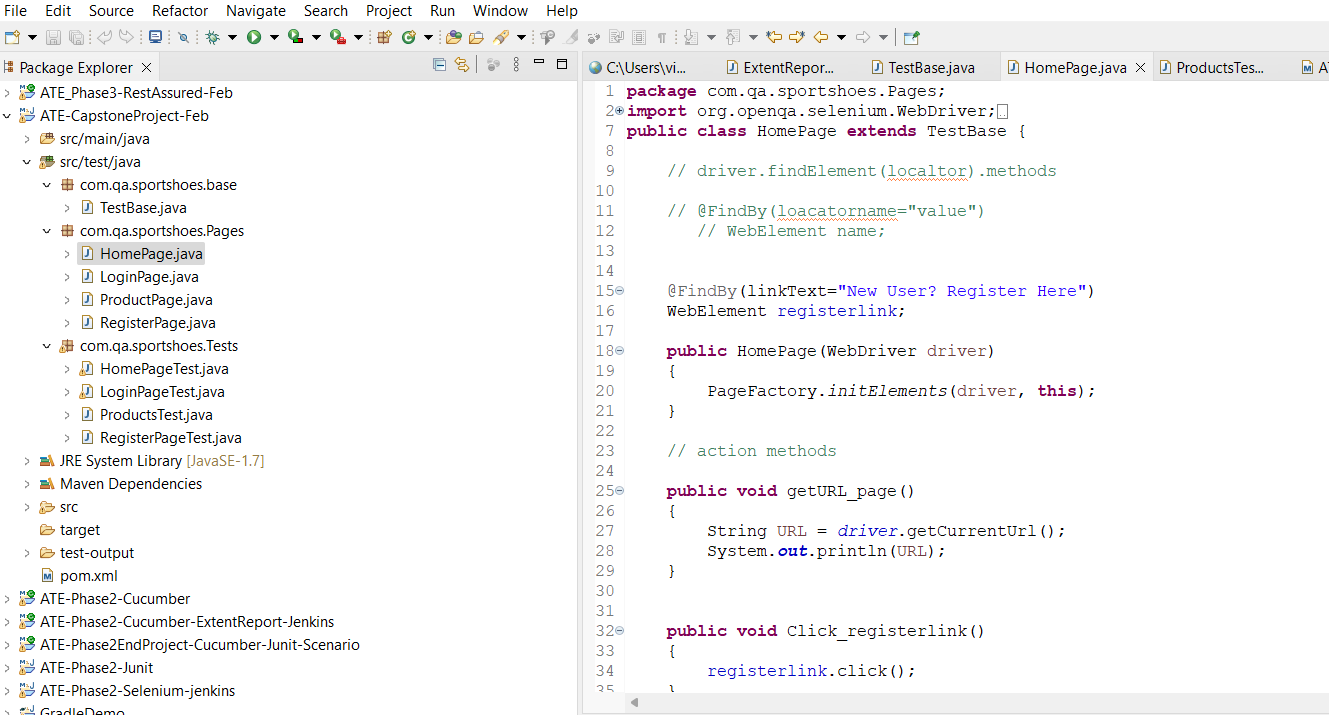 File Edit Source Refactor Navigate Search Project Run Window Help
Package Explorer
ATE_Phase3-RestAssured-Feb
ATE-CapstoneProject-Feb
src/main/java
src/test/java
com.qa.sportshoes.base
TestBase.java
com.qa.sportshoes.Pages
HomePage.java
LoginPage.java
ProductPage.java
RegisterPage.java
com.qa.sportshoes.Tests
HomePageTest.java
LoginPageTest.java
ProductsTest.java
RegisterPageTest.java
JRE System Library [JavaSE-1.7]
Maven Dependencies
src
target
test-output
pom.xml
ATE-Phase2-Cucumber
ATE-Phase2-Cucumber-ExtentReport-Jenkins
ATE-Phase2EndProject-Cucumber-Junit-Scenario
ATE-Phase2-Junit
ATE-Phase2-Selenium-jenkins
GradleDemo
C:\Users\vi... ExtentRepor... TestBase.java HomePage.java ProductsTes...
1 package com.qa.sportshoes.Pages;
2 import org.openqa.selenium.WebDriver;
7 public class HomePage extends TestBase {
8
9 // driver.findElement(localtor).methods
10
11 // @FindBy(loacatorname="value")
12 // WebElement name;
13
14
15 @FindBy(linkText="New User? Register Here")
16 WebElement registerlink;
17
18 public HomePage(WebDriver driver)
19 {
20 PageFactory.initElements(driver, this);
21 }
22
23 // action methods
24
25 public void getURL_page()
26 {
27 String URL = driver.getCurrentUrl();
28 System.out.println(URL);
29 }
30
31
32 public void Click_registerlink()
33 {
34 registerlink.click();
35 }